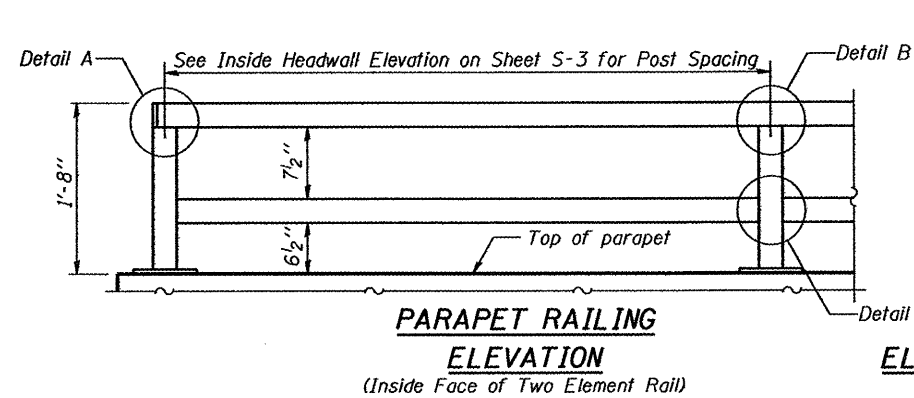 Detail A
See Inside Headwall Elevation on Sheet S-3 for Post Spacing
Detail B
1'-8"
7½"
6½"
Top of parapet
Detail
PARAPET RAILING
ELEVATION
EL
(Inside Face of Two Element Rail)